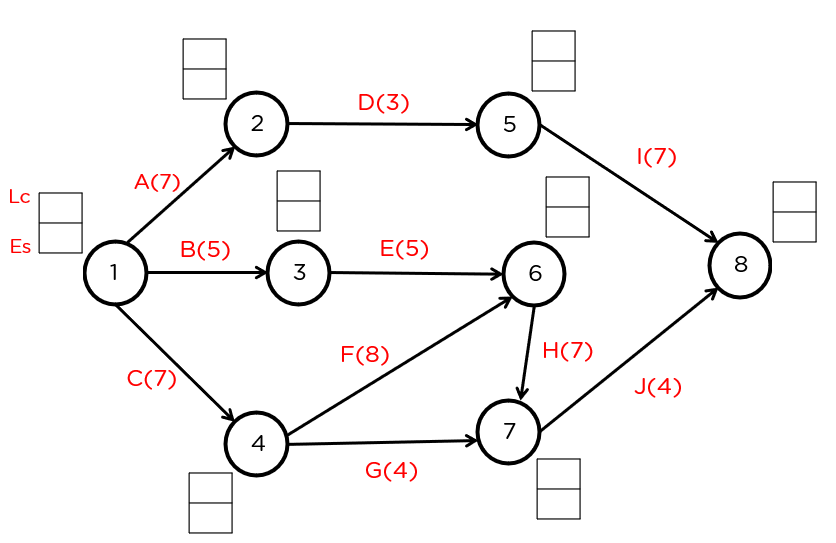 D(3)
2
5
I(7)
A(7)
Lc
Es
B(5)
E(5)
1
3
6
8
F(8)
H(7)
C(7)
J(4)
4
7
G(4)